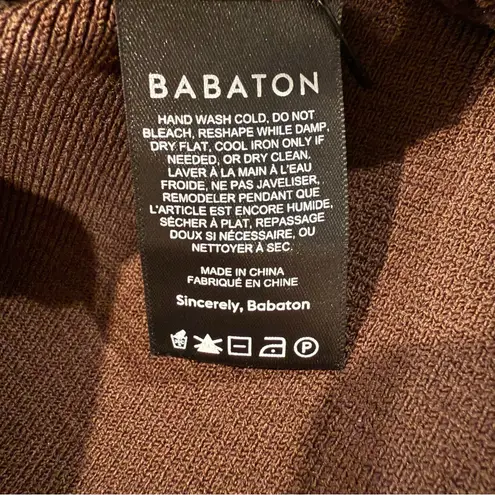 BABATON
HAND WASH COLD, DO NOT
BLEACH, RESHAPE WHILE DAMP,
DRY FLAT, COOL IRON ONLY IF
NEEDED, OR DRY CLEAN.
LAVER À LA MAIN À L'EAU
FROIDE, NE PAS JAVELISER,
REMODELER PENDANT QUE
L'ARTICLE EST ENCORE HUMIDE,
SÉCHER À PLAT, REPASSAGE
DOUX SI NÉCESSAIRE, OU
NETTOYER À SEC.
MADE IN CHINA
FABRIQUÉ EN CHINE
Sincerely, Babaton
P